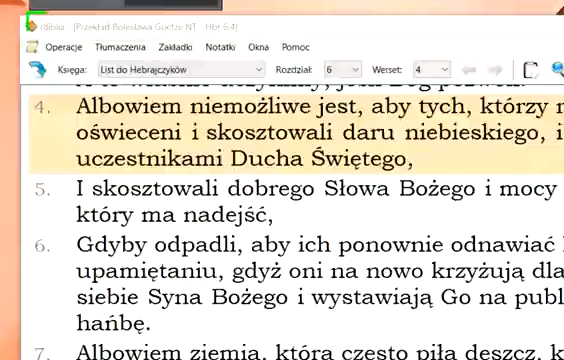 rBiblia - [Przekład Bolesława Goetze NT - Hbr 6:4]
Operacje Tłumaczenia Zakładki Notatki Okna Pomoc
Księga: List do Hebrajczyków Rozdział: 6 Werset: 4
4. Albowiem niemożliwe jest, aby tych, którzy
oświeceni i skosztowali daru niebieskiego, i
uczestnikami Ducha Świętego,
5. I skosztowali dobrego Słowa Bożego i mocy
który ma nadejść,
6. Gdyby odpadli, aby ich ponownie odnawiać
upamiętaniu, gdyż oni na nowo krzyżują dla
siebie Syna Bożego i wystawiają Go na publ
hańbę.
7. Albowiem ziemia, która często piła deszcz,